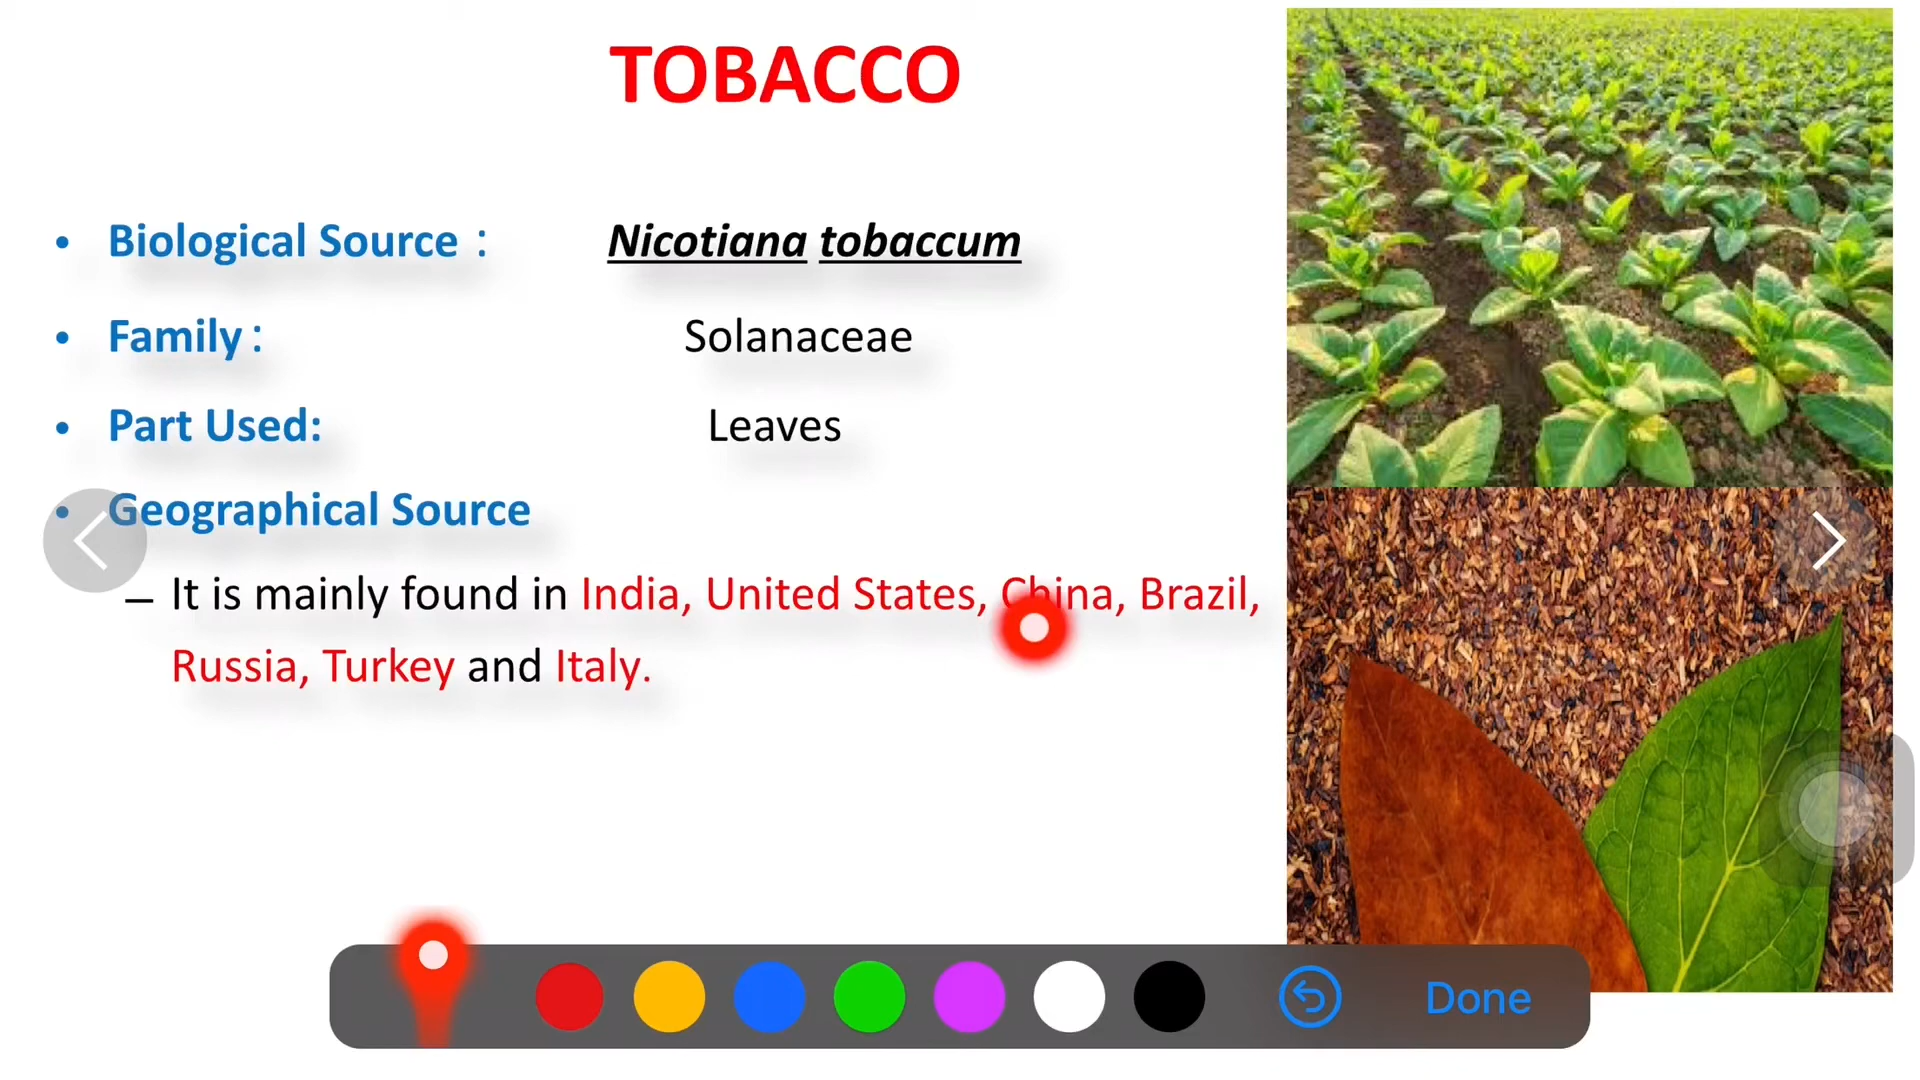 TOBACCO
• Biological Source : Nicotiana tobaccum
• Family : Solanaceae
• Part Used: Leaves
• Geographical Source
– It is mainly found in India, United States, China, Brazil,
Russia, Turkey and Italy.
Done